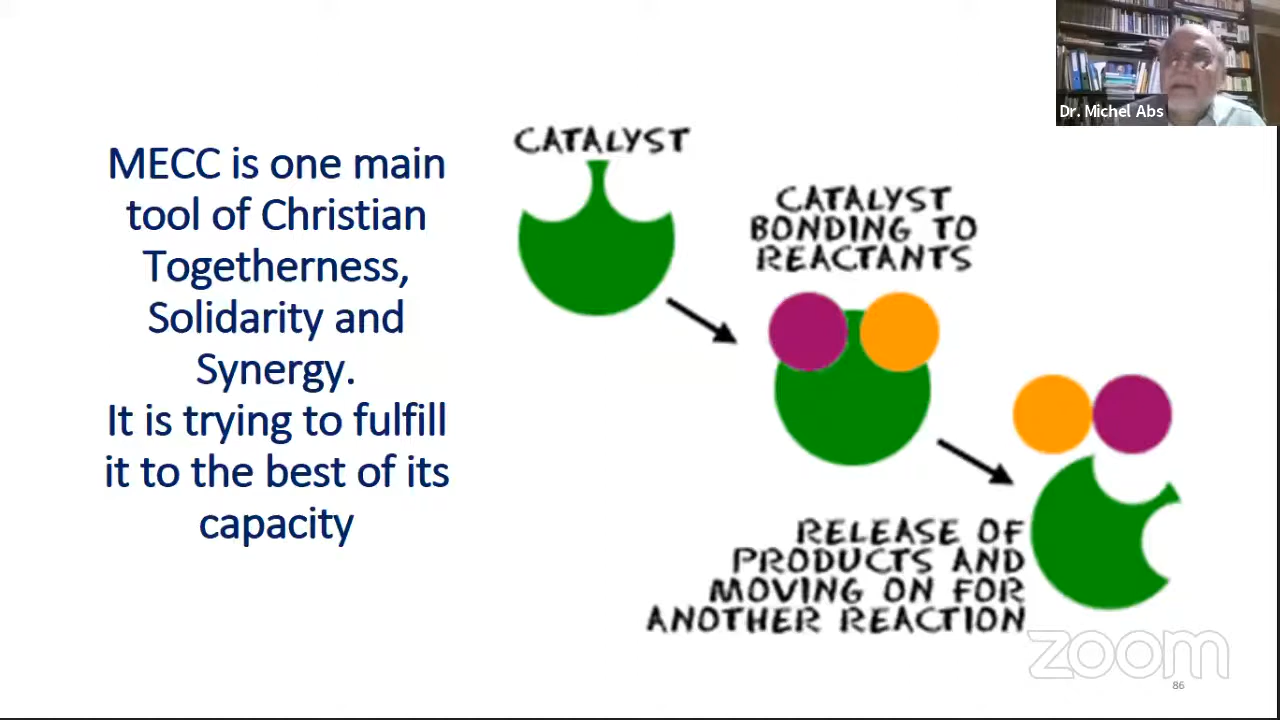 Dr. Michel Abs
MECC is one main
tool of Christian
Togetherness,
Solidarity and
Synergy.
It is trying to fulfill
it to the best of its
capacity
CATALYST
CATALYST
BONDING TO
REACTANTS
RELEASE OF
PRODUCTS AND
MOVING ON FOR
ANOTHER REACTION
zoom
86